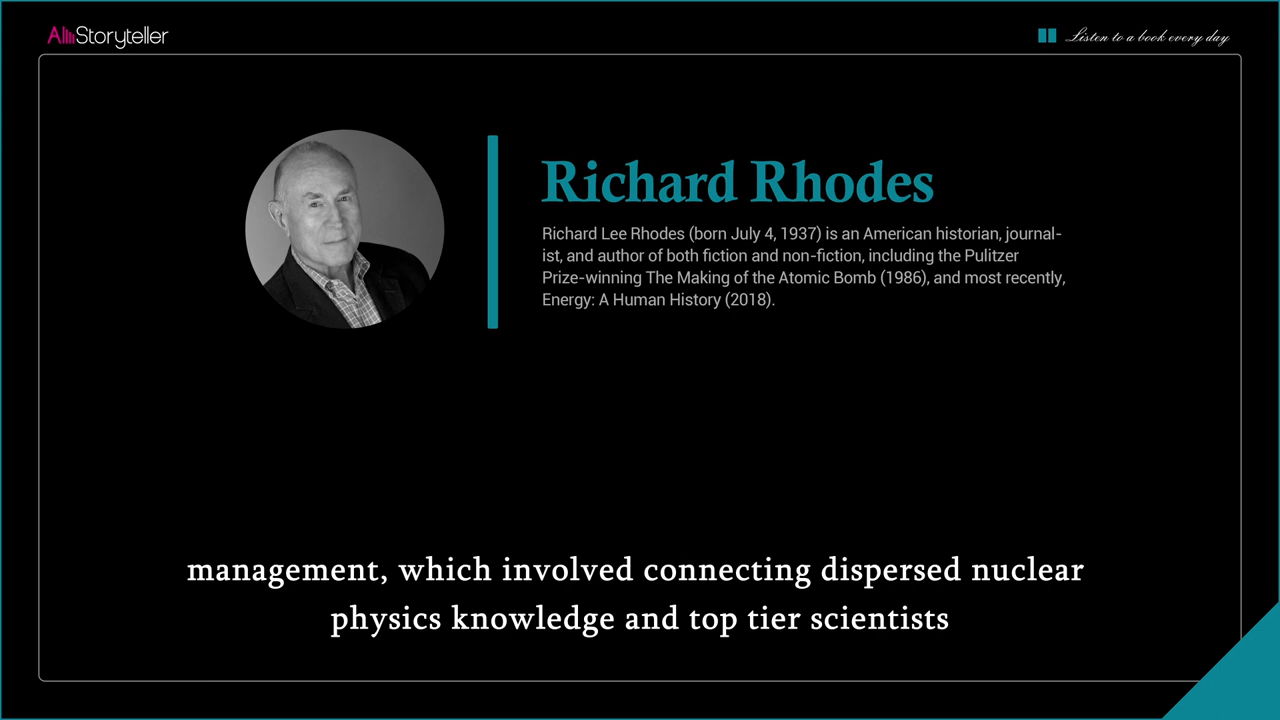 AllStoryteller
Listen to a book every day
Richard Rhodes
Richard Lee Rhodes (born July 4, 1937) is an American historian, journal-
ist, and author of both fiction and non-fiction, including the Pulitzer
Prize-winning The Making of the Atomic Bomb (1986), and most recently,
Energy: A Human History (2018).
management, which involved connecting dispersed nuclear
physics knowledge and top tier scientists